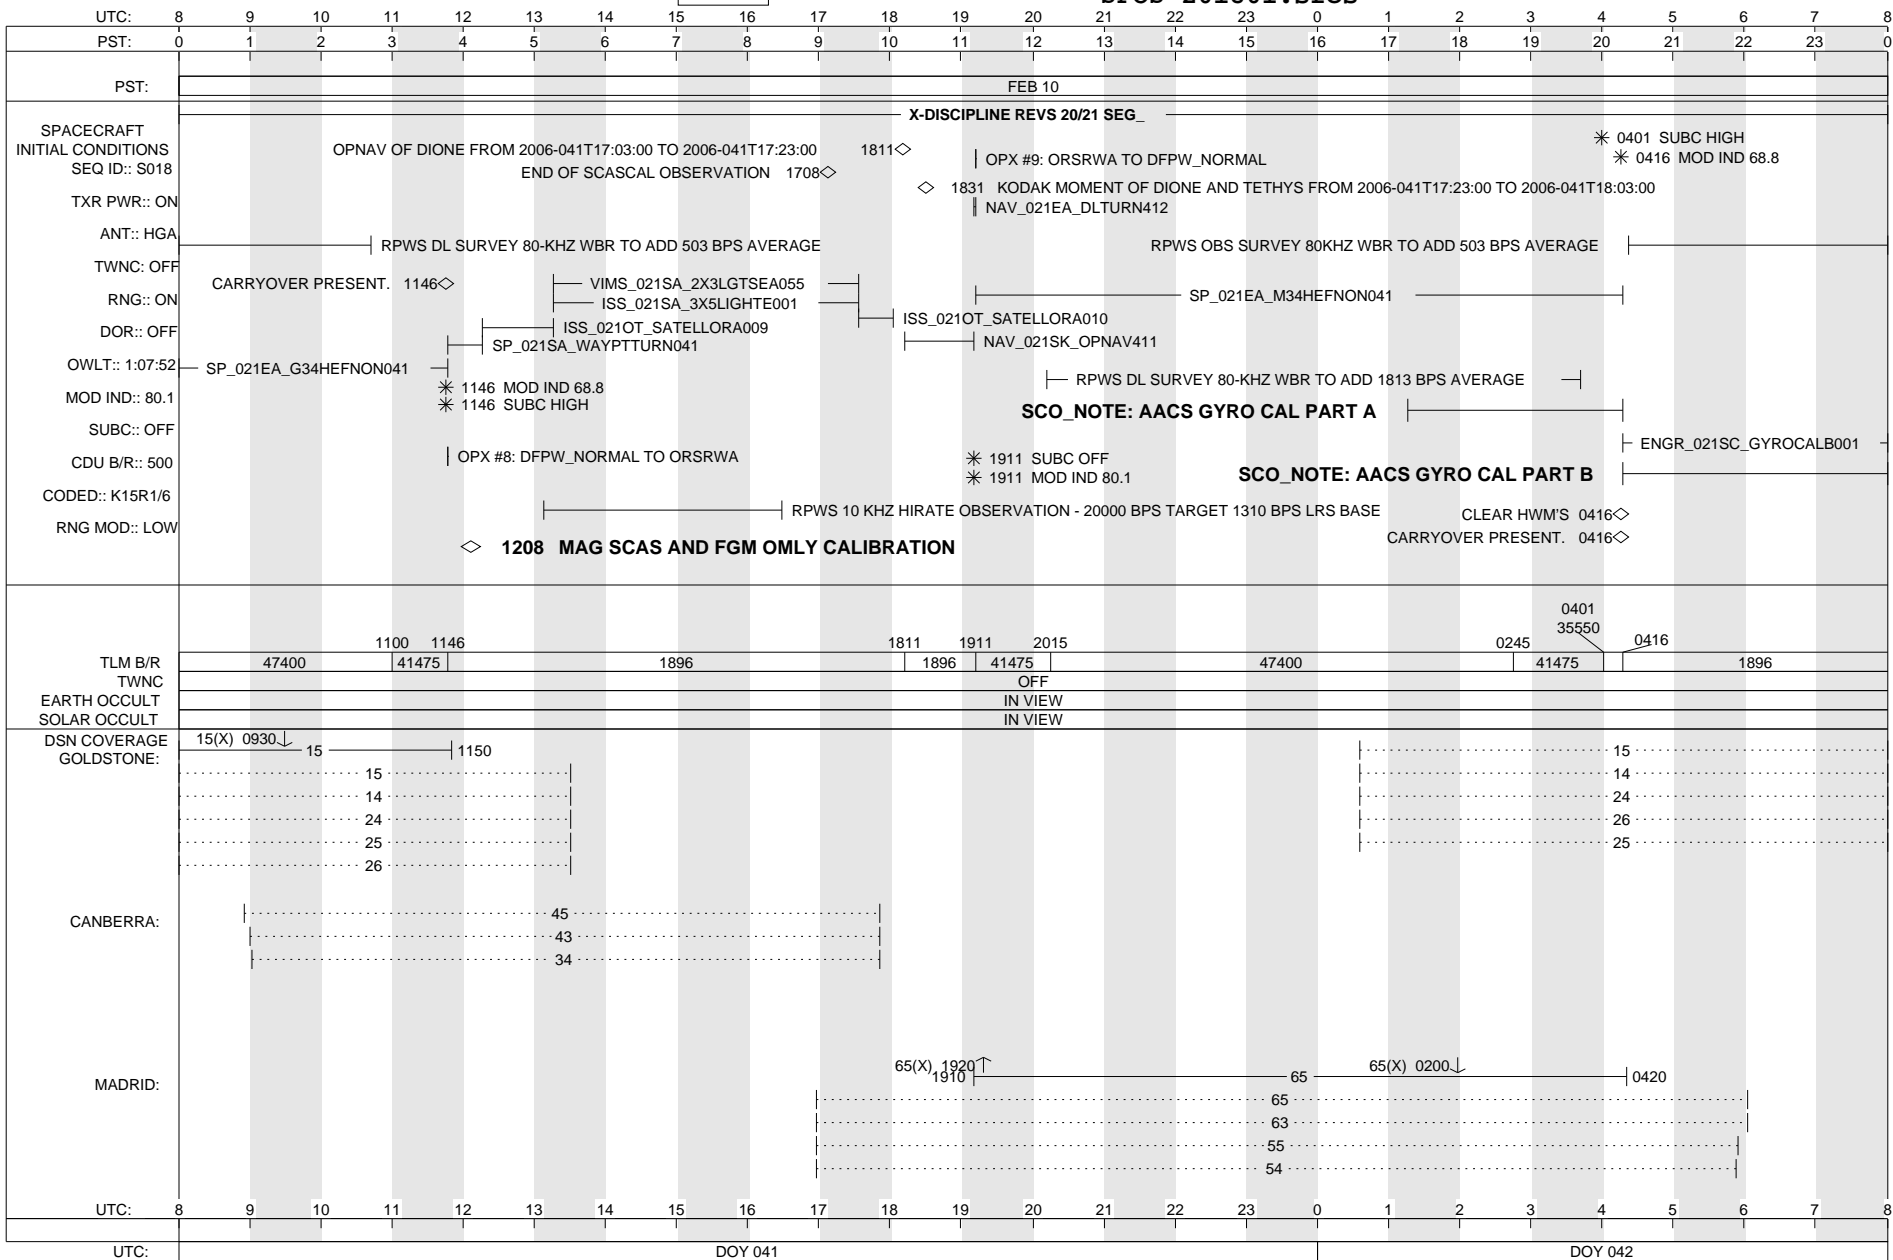 UTC: 8 9 10 11 12 13 14 15 16 17 18 19 20 21 22 23 0 1 2 3 4 5 6 7 8
PST: 0 1 2 3 4 5 6 7 8 9 10 11 12 13 14 15 16 17 18 19 20 21 22 23 0
PST: FEB 10
X-DISCIPLINE REVS 20/21 SEG_
SPACECRAFT
INITIAL CONDITIONS
SEQ ID:: S018
TXR PWR:: ON
ANT:: HGA
TWNC: OFF
RNG:: ON
DOR:: OFF
OWLT:: 1:07:52
MOD IND:: 80.1
SUBC:: OFF
CDU B/R:: 500
CODED:: K15R1/6
RNG MOD:: LOW
0401 SUBC HIGH
OPNAV OF DIONE FROM 2006-041T17:03:00 TO 2006-041T17:23:00 1811
OPX #9: ORSRWA TO DFPW_NORMAL
0416 MOD IND 68.8
END OF SCASCAL OBSERVATION 1708
1831 KODAK MOMENT OF DIONE AND TETHYS FROM 2006-041T17:23:00 TO 2006-041T18:03:00
NAV_021EA_DLTURN412
RPWS DL SURVEY 80-KHZ WBR TO ADD 503 BPS AVERAGE
RPWS OBS SURVEY 80KHZ WBR TO ADD 503 BPS AVERAGE
CARRYOVER PRESENT. 1146
VIMS_021SA_2X3LGTSEA055
SP_021EA_M34HEFNON041
ISS_021SA_3X5LIGHTE001
ISS_021OT_SATELLORA010
ISS_021OT_SATELLORA009
NAV_021SK_OPNAV411
SP_021SA_WAYPTTURN041
SP_021EA_G34HEFNON041
RPWS DL SURVEY 80-KHZ WBR TO ADD 1813 BPS AVERAGE
1146 MOD IND 68.8
1146 SUBC HIGH
SCO_NOTE: AACS GYRO CAL PART A
ENGR_021SC_GYROCALB001
OPX #8: DFPW_NORMAL TO ORSRWA
1911 SUBC OFF
1911 MOD IND 80.1
SCO_NOTE: AACS GYRO CAL PART B
RPWS 10 KHZ HIRATE OBSERVATION - 20000 BPS TARGET 1310 BPS LRS BASE
CLEAR HWM'S 0416
CARRYOVER PRESENT. 0416
1208 MAG SCAS AND FGM OMLY CALIBRATION
0401
35550
1100 1146 1811 1911 2015 0245 0416
TLM B/R 47400 41475 1896 1896 41475 47400 41475 1896
TWNC OFF
EARTH OCCULT IN VIEW
SOLAR OCCULT IN VIEW
DSN COVERAGE
GOLDSTONE:
15(X) 0930
15 1150 15
15 14
14 24
24 26
25 25
26
CANBERRA:
45
43
34
MADRID:
65(X) 1920 65(X) 0200
1910 65 0420
65
63
55
54
UTC: 8 9 10 11 12 13 14 15 16 17 18 19 20 21 22 23 0 1 2 3 4 5 6 7 8
UTC: DOY 041 DOY 042